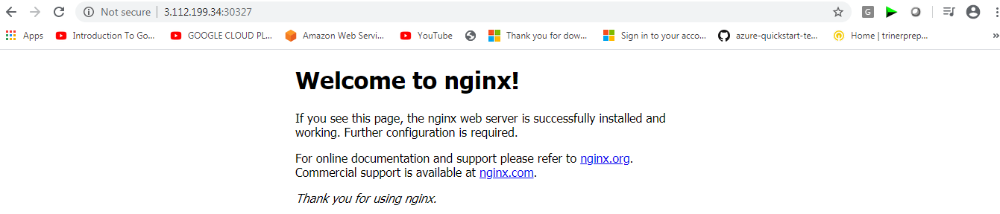 Not secure | 3.112.199.34:30327
Apps Introduction To Go... GOOGLE CLOUD PL... Amazon Web Servi... YouTube Thank you for dow... Sign in to your acco... azure-quickstart-te... Home | trinerprep... »
Welcome to nginx!
If you see this page, the nginx web server is successfully installed and
working. Further configuration is required.
For online documentation and support please refer to nginx.org.
Commercial support is available at nginx.com.
Thank you for using nginx.